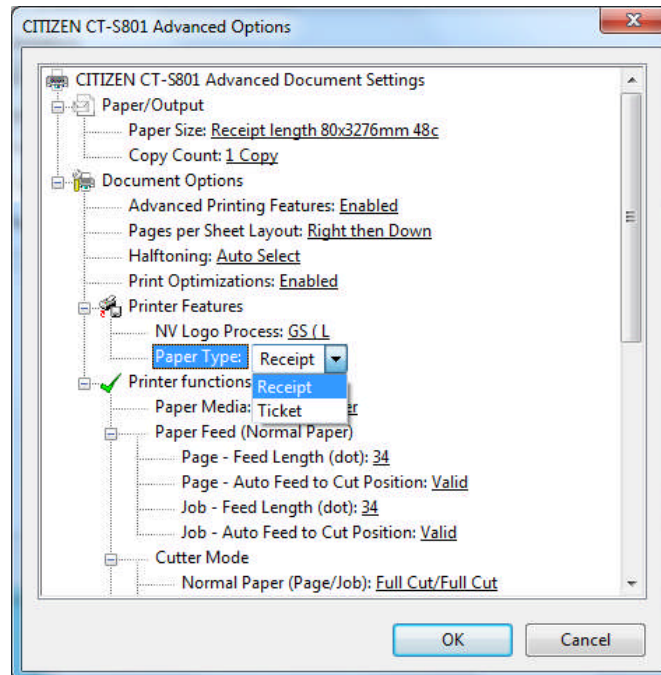 CITIZEN CT-S801 Advanced Options
CITIZEN CT-S801 Advanced Document Settings
Paper/Output
Paper Size: Receipt length 80x3276mm 48c
Copy Count: 1 Copy
Document Options
Advanced Printing Features: Enabled
Pages per Sheet Layout: Right then Down
Halftoning: Auto Select
Print Optimizations: Enabled
Printer Features
NV Logo Process: GS ( L
Paper Type: Receipt
Receipt
Printer functions
Ticket
Paper Media:
Paper Feed (Normal Paper)
Page - Feed Length (dot): 34
Page - Auto Feed to Cut Position: Valid
Job - Feed Length (dot): 34
Job - Auto Feed to Cut Position: Valid
Cutter Mode
Normal Paper (Page/Job): Full Cut/Full Cut
OK Cancel